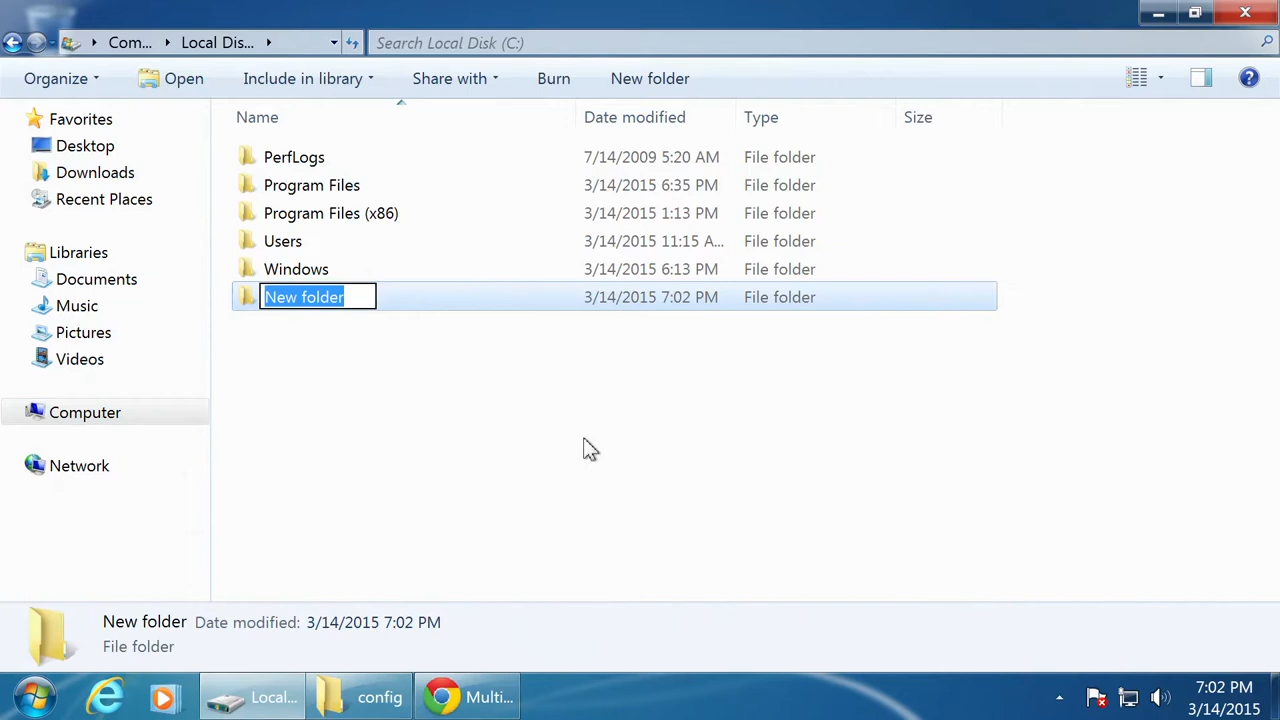 Com... Local Dis... Search Local Disk (C:)
Organize Open Include in library Share with Burn New folder
Favorites
Desktop
Downloads
Recent Places
Libraries
Documents
Music
Pictures
Videos
Computer
Network
Name Date modified Type Size
PerfLogs 7/14/2009 5:20 AM File folder
Program Files 3/14/2015 6:35 PM File folder
Program Files (x86) 3/14/2015 1:13 PM File folder
Users 3/14/2015 11:15 A... File folder
Windows 3/14/2015 6:13 PM File folder
New folder 3/14/2015 7:02 PM File folder
New folder Date modified: 3/14/2015 7:02 PM
File folder
Local... config Multi... 7:02 PM
3/14/2015